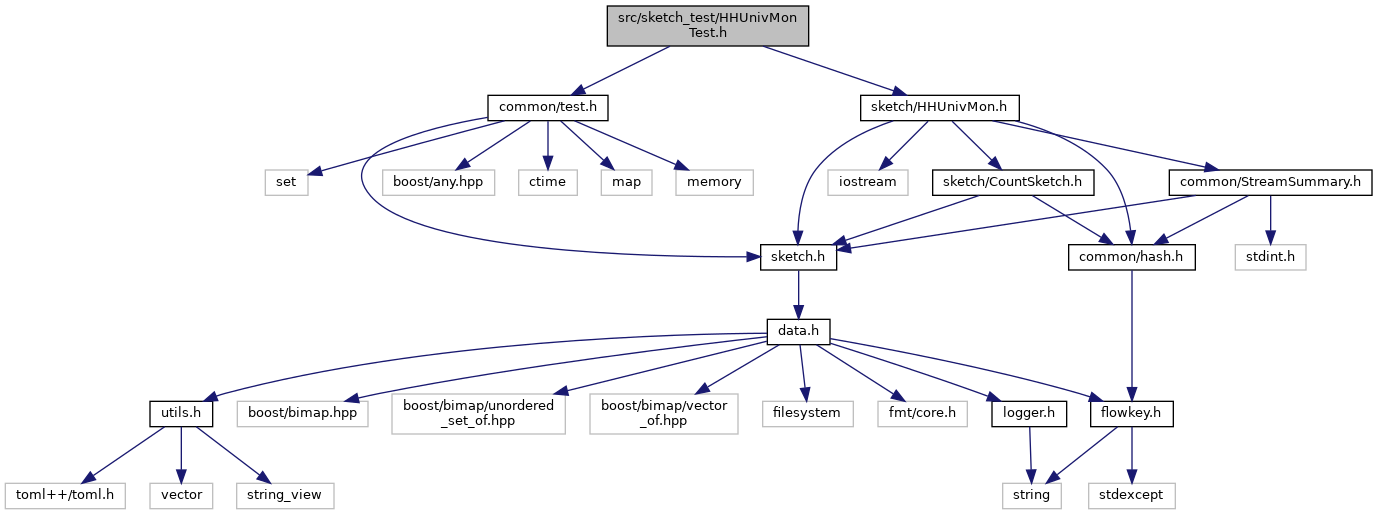 src/sketch_test/HHUnivMon
Test.h
common/test.h
sketch/HHUnivMon.h
set
boost/any.hpp
ctime
map
memory
iostream
sketch/CountSketch.h
common/StreamSummary.h
sketch.h
common/hash.h
stdint.h
data.h
utils.h
boost/bimap.hpp
boost/bimap/unordered
_set_of.hpp
boost/bimap/vector
_of.hpp
filesystem
fmt/core.h
logger.h
flowkey.h
toml++/toml.h
vector
string_view
string
stdexcept